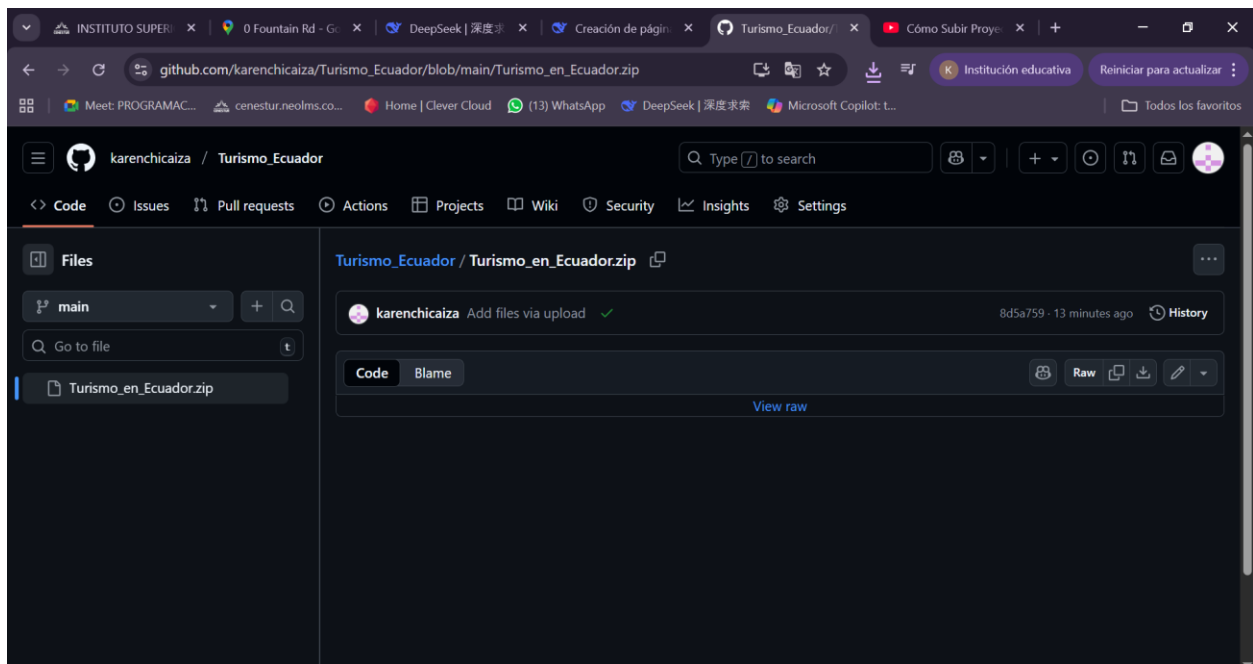 INSTITUTO SUPERI
0 Fountain Rd - Go
DeepSeek | 深度求
Creación de página
Turismo_Ecuador/
Cómo Subir Proye
github.com/karenchicaiza/Turismo_Ecuador/blob/main/Turismo_en_Ecuador.zip
K Institución educativa
Reiniciar para actualizar
Meet: PROGRAMAC...
cenestur.neolms.co...
Home | Clever Cloud
(13) WhatsApp
DeepSeek | 深度求索
Microsoft Copilot: t...
Todos los favoritos
karenchicaiza / Turismo_Ecuador
Type / to search
Code
Issues
Pull requests
Actions
Projects
Wiki
Security
Insights
Settings
Files
main
Go to file
t
Turismo_en_Ecuador.zip
Turismo_Ecuador / Turismo_en_Ecuador.zip
karenchicaiza Add files via upload
8d5a759 · 13 minutes ago
History
Code
Blame
Raw
View raw